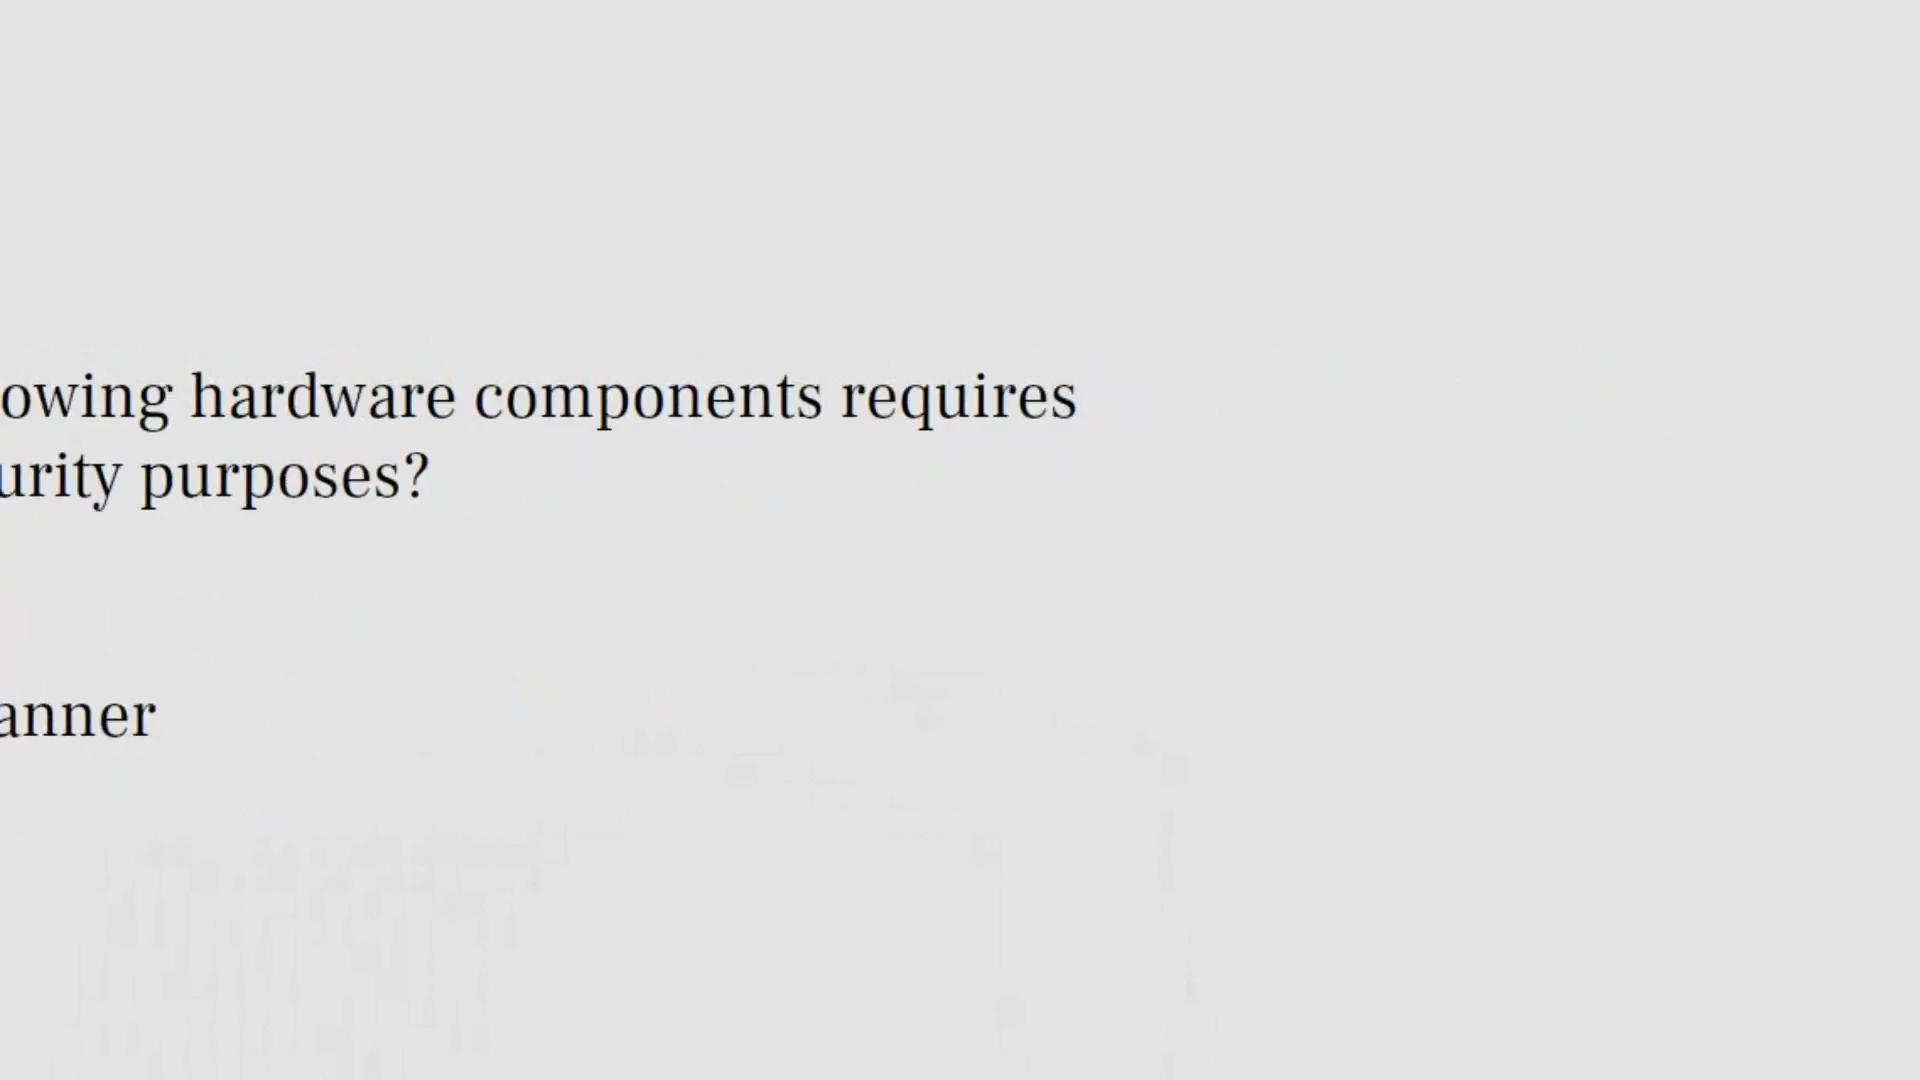 owing hardware components requires
urity purposes?
anner